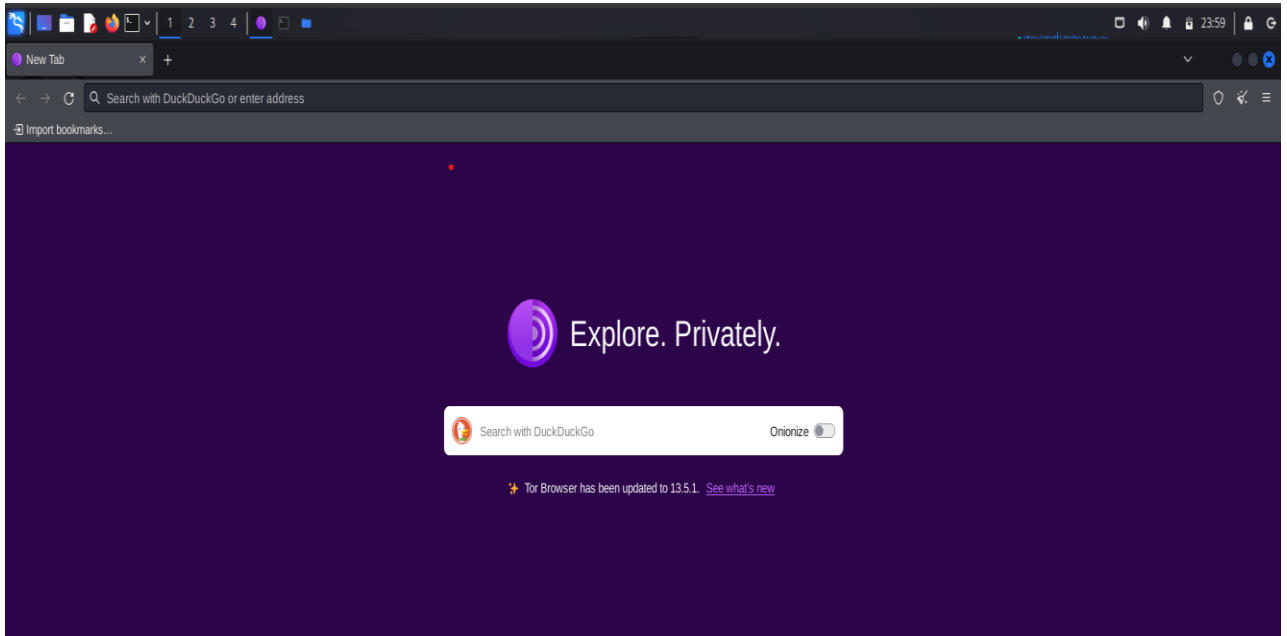 1 2 3 4 23:59
New Tab
Search with DuckDuckGo or enter address
Import bookmarks...
Explore. Privately.
Search with DuckDuckGo Onionize
Tor Browser has been updated to 13.5.1. See what's new